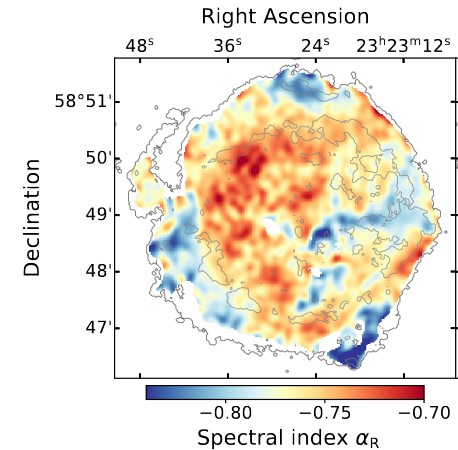 Right Ascension
48ˢ 36ˢ 24ˢ 23ʰ23ᵐ12ˢ
58°51'
50'
Declination
49'
48'
47'
−0.80 −0.75 −0.70
Spectral index α_R